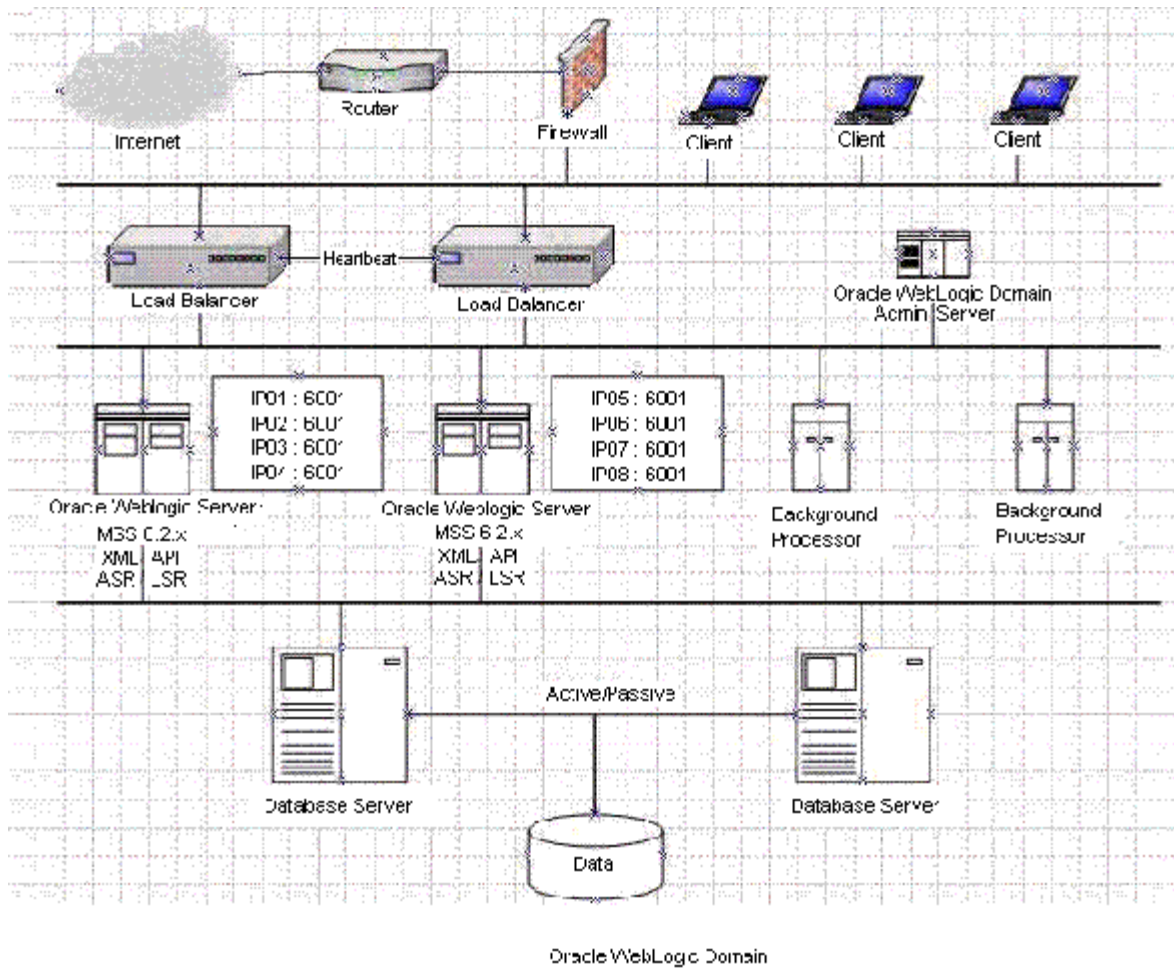 Internet
Router
Firewall
Client
Client
Client
Load Balancer
Heartbeat
Load Balancer
Oracle WebLogic Domain
Admin Server
IP01 : 6001
IP02 : 6001
IP03 : 6001
IP04 : 6001
IP05 : 6001
IP06 : 6001
IP07 : 6001
IP08 : 6001
Oracle Weblogic Server
MSS 6.2.x
XML / API
ASR / LSR
Oracle Weblogic Server
MSS 6.2.x
XML / API
ASR / LSR
Background
Processor
Background
Processor
Active/Passive
Database Server
Database Server
Data
Oracle WebLogic Domain